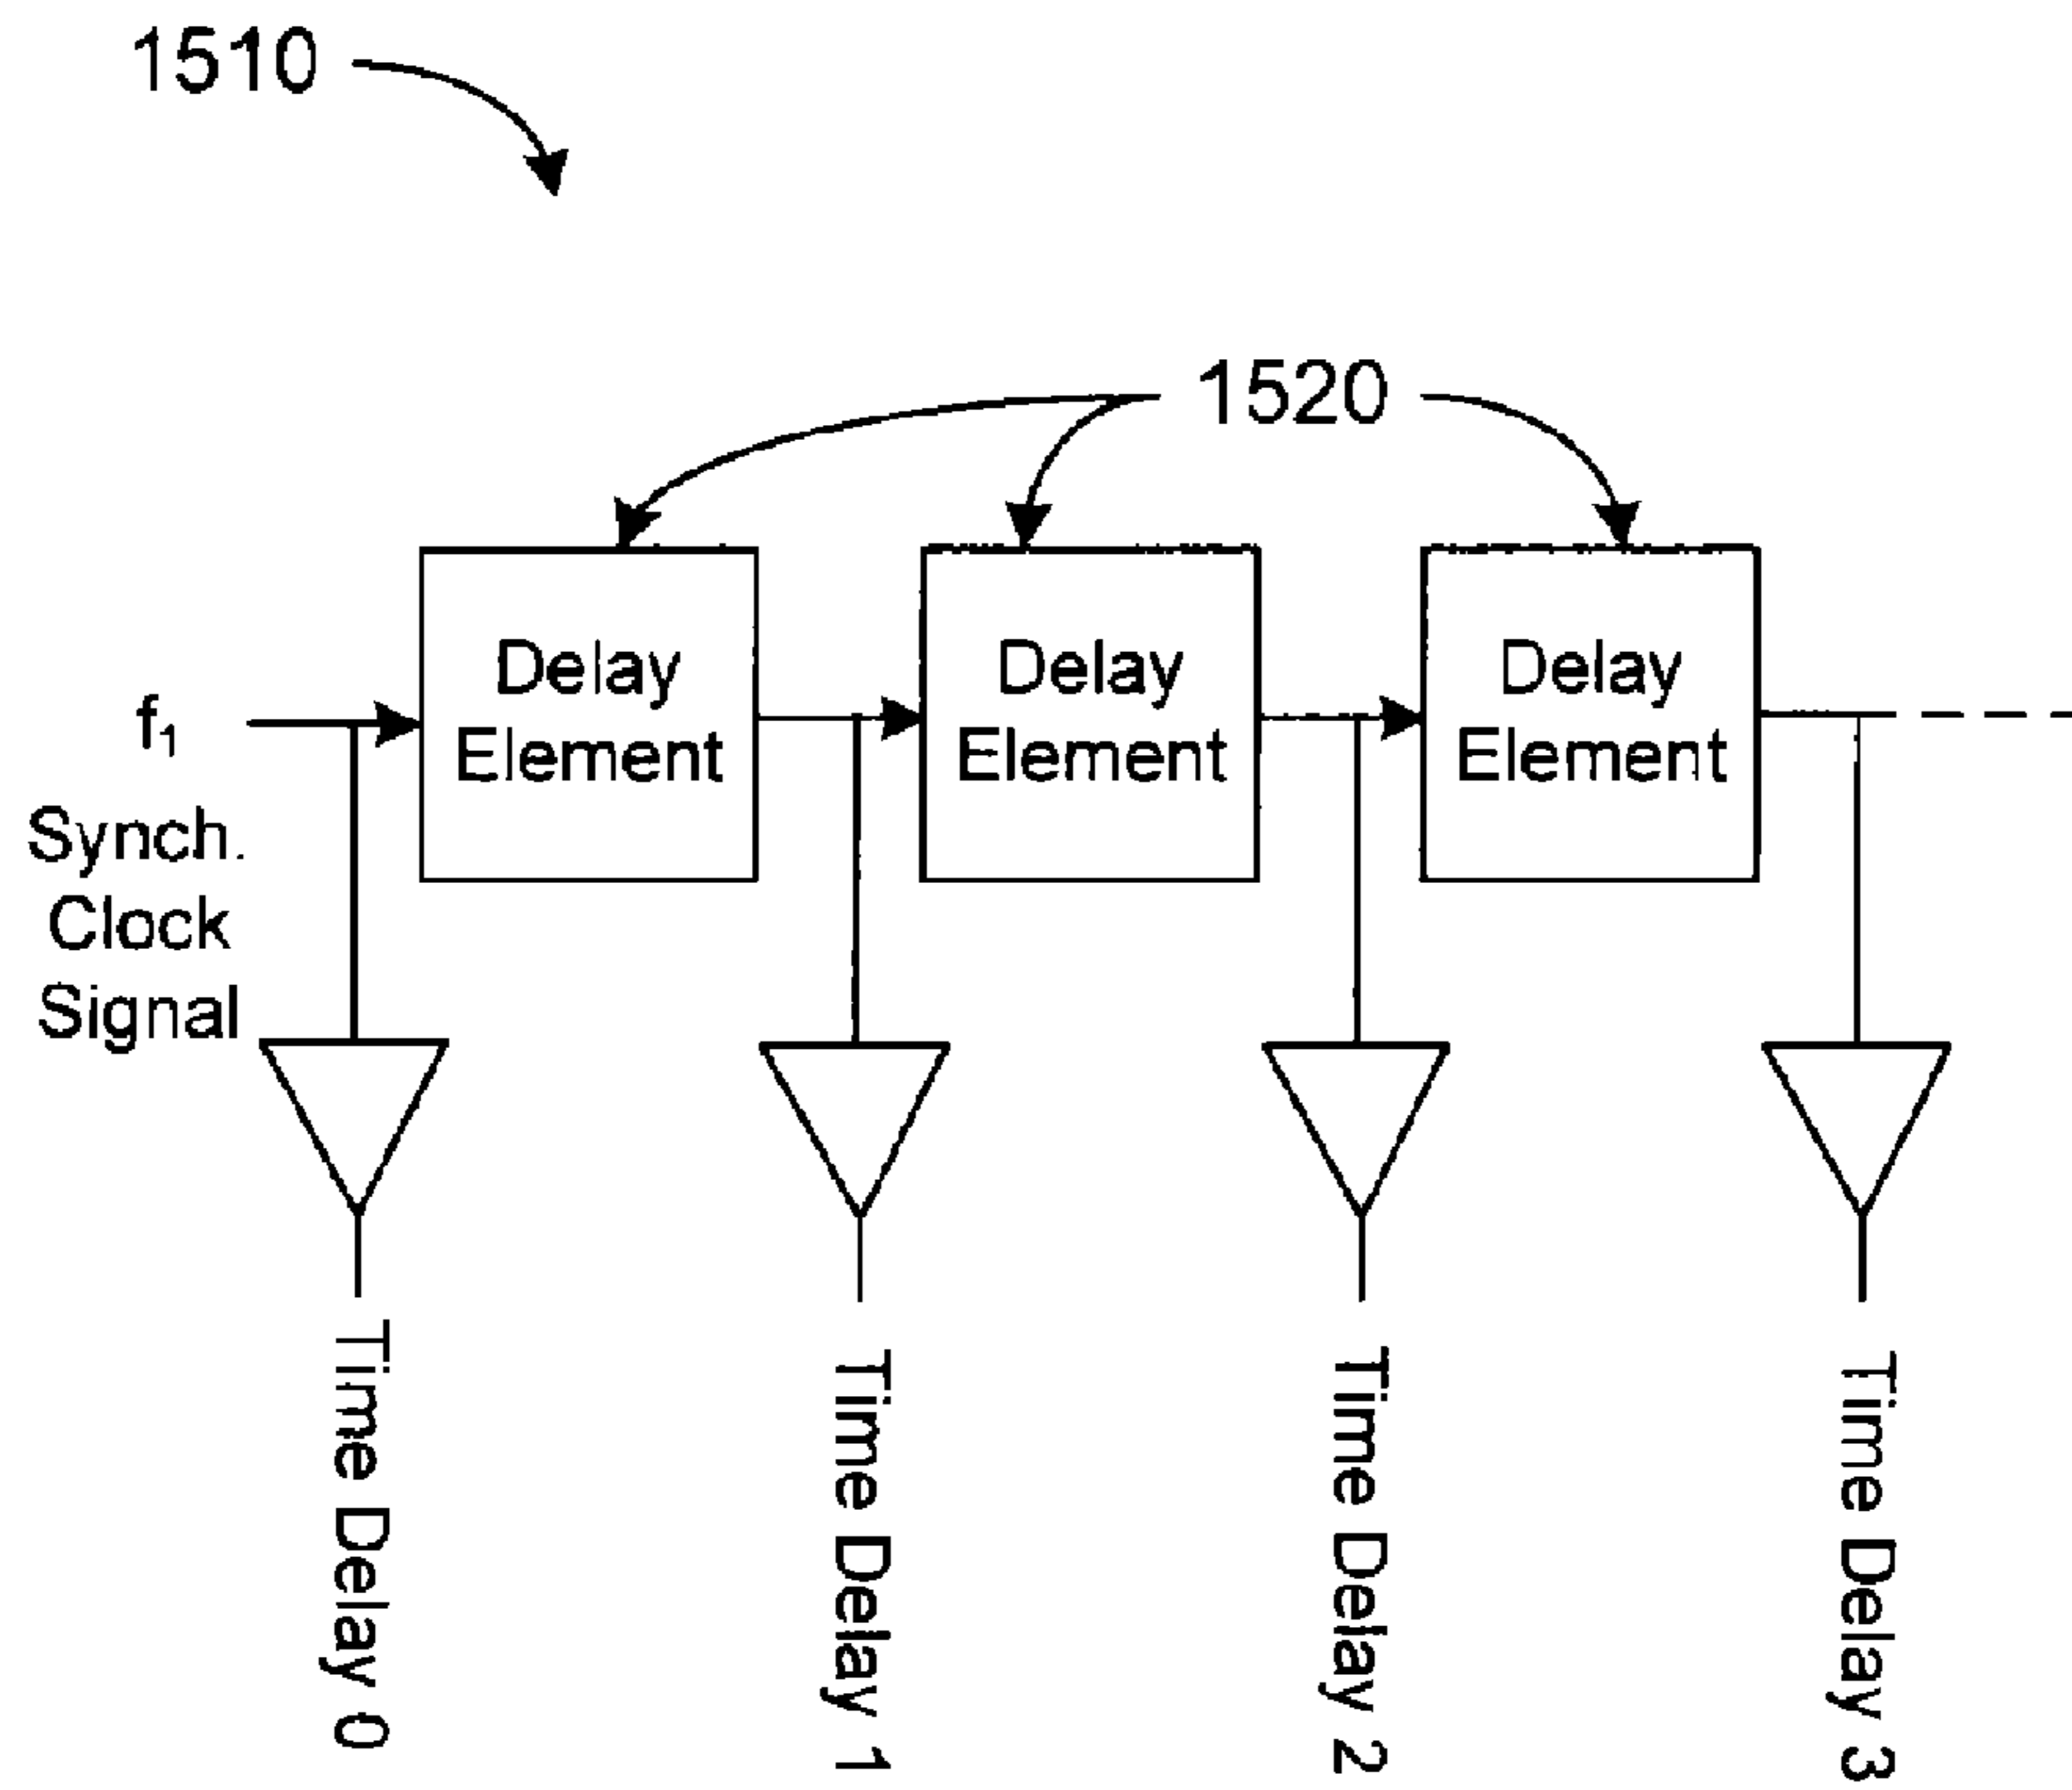 1510
1520
Delay
Element
Delay
Element
Delay
Element
f₁
Synch.
Clock
Signal
Time Delay 0
Time Delay 1
Time Delay 2
Time Delay 3